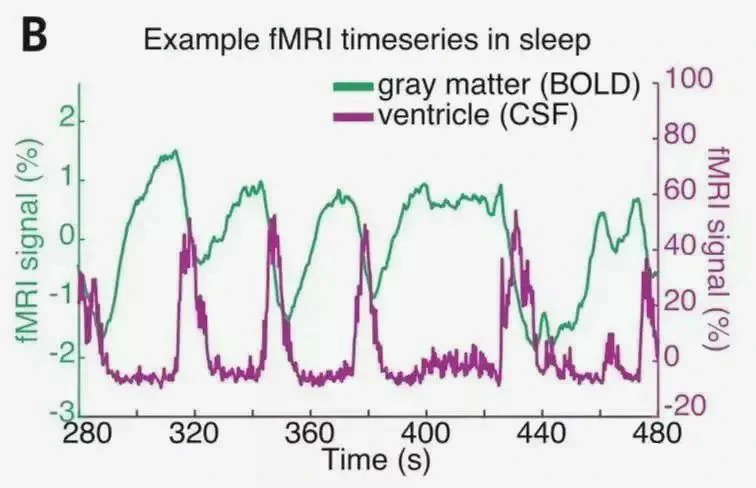 B
Example fMRI timeseries in sleep
gray matter (BOLD)
ventricle (CSF)
fMRI signal (%)
2
1
0
-1
-2
-3
100
80
60
40
20
0
-20
fMRI signal (%)
280 320 360 400 440 480
Time (s)